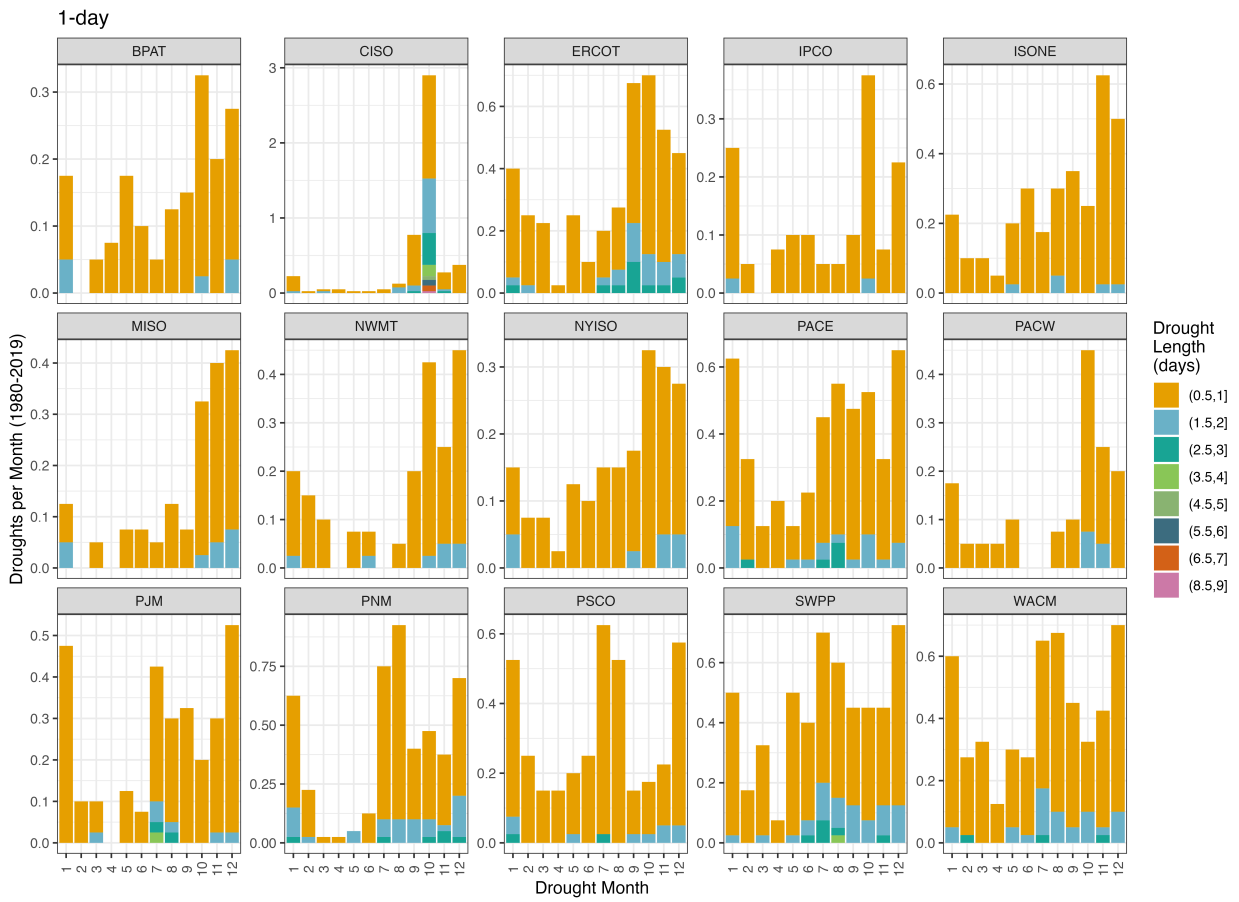 1-day
BPAT
CISO
ERCOT
IPCO
ISONE
0.3
0.2
0.1
0.0
3
2
1
0
0.6
0.4
0.2
0.0
0.3
0.2
0.1
0.0
0.6
0.4
0.2
0.0
MISO
NWMT
NYISO
PACE
PACW
0.4
0.3
0.2
0.1
0.0
0.4
0.2
0.1
0.0
0.3
0.2
0.1
0.0
0.6
0.4
0.2
0.0
0.4
0.2
0.1
0.0
PJM
PNM
PSCO
SWPP
WACM
0.5
0.4
0.3
0.2
0.1
0.0
0.75
0.50
0.25
0.00
0.6
0.4
0.2
0.0
0.6
0.4
0.2
0.0
0.6
0.4
0.2
0.0
1 2 3 4 5 6 7 8 9 10 11 12
1 2 3 4 5 6 7 8 9 10 11 12
1 2 3 4 5 6 7 8 9 10 11 12
1 2 3 4 5 6 7 8 9 10 11 12
1 2 3 4 5 6 7 8 9 10 11 12
Drought Month
Droughts per Month (1980-2019)
Drought
Length
(days)
(0.5,1]
(1.5,2]
(2.5,3]
(3.5,4]
(4.5,5]
(5.5,6]
(6.5,7]
(8.5,9]